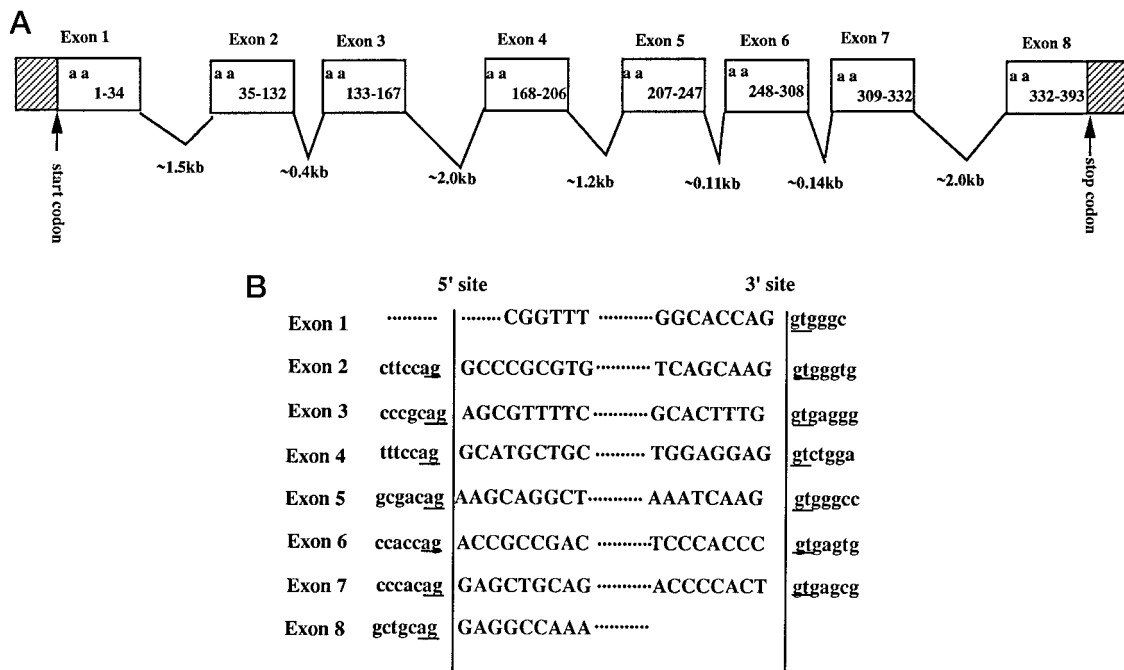 A
Exon 1 Exon 2 Exon 3 Exon 4 Exon 5 Exon 6 Exon 7 Exon 8
a a a a a a a a a a a a a a a a
1-34 35-132 133-167 168-206 207-247 248-308 309-332 332-393
~1.5kb ~0.4kb ~2.0kb ~1.2kb ~0.11kb ~0.14kb ~2.0kb
start codon
stop codon
B
5' site 3' site
Exon 1 ········· ·······CGGTTT ·········· GGCACCAG gtgggc
Exon 2 cttccag GCCCGCGTG ·········· TCAGCAAG gtgggtg
Exon 3 cccgcag AGCGTTTTC ·········· GCACTTTG gtgaggg
Exon 4 tttccag GCATGCTGC ·········· TGGAGGAG gtctgga
Exon 5 gcgacag AAGCAGGCT ·········· AAATCAAG gtgggcc
Exon 6 ccaccag ACCGCCGAC ·········· TCCCACCC gtgagtg
Exon 7 cccacag GAGCTGCAG ·········· ACCCCACT gtgagcg
Exon 8 gctgcag GAGGCCAAA ··········